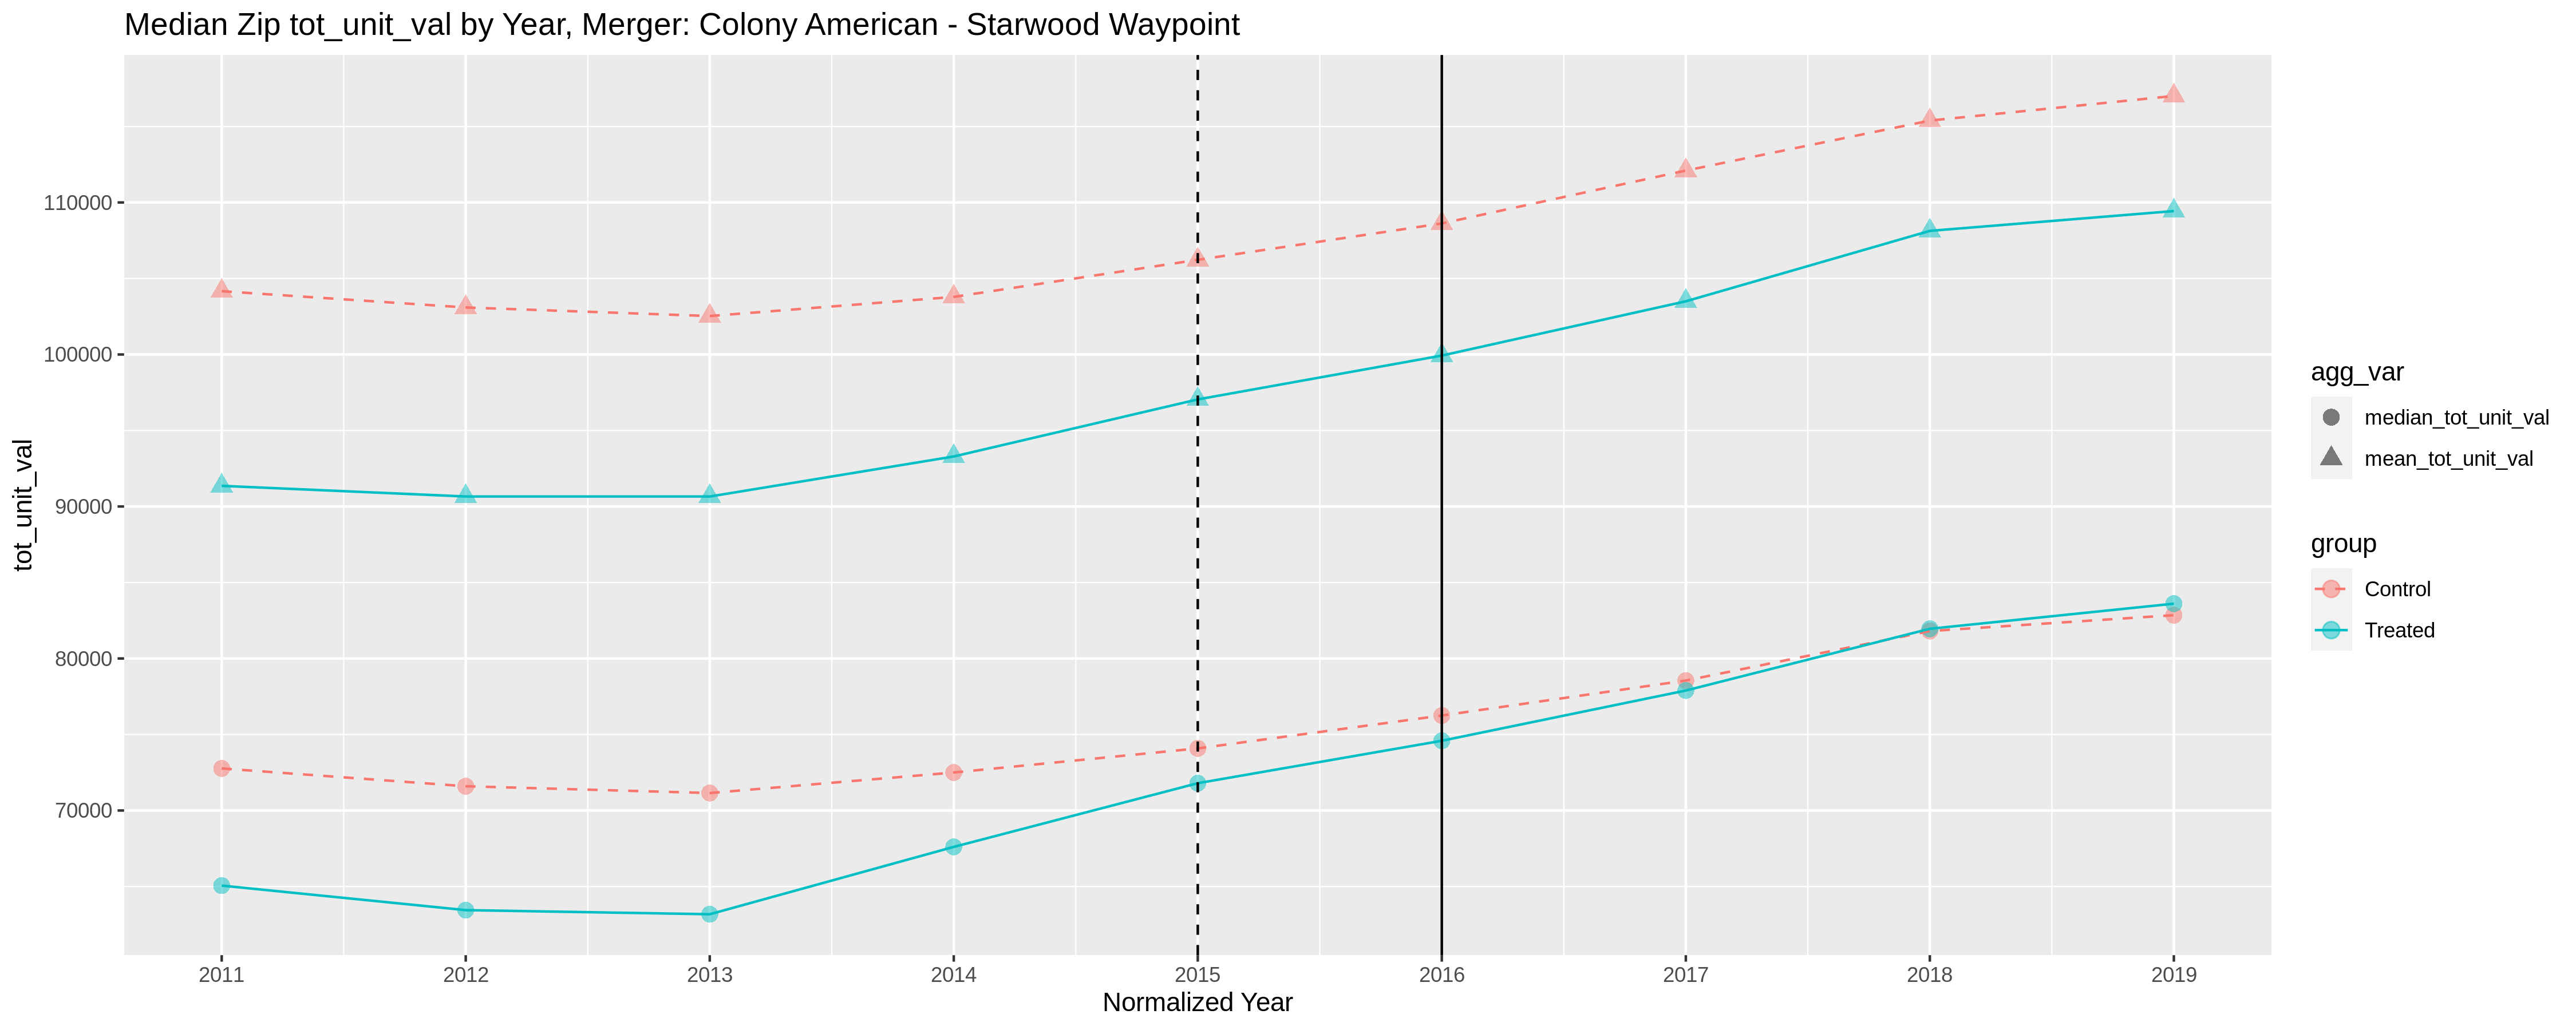 Median Zip tot_unit_val by Year, Merger: Colony American - Starwood Waypoint
tot_unit_val
110000
100000
90000
80000
70000
2011 2012 2013 2014 2015 2016 2017 2018 2019
Normalized Year
agg_var
median_tot_unit_val
mean_tot_unit_val
group
Control
Treated